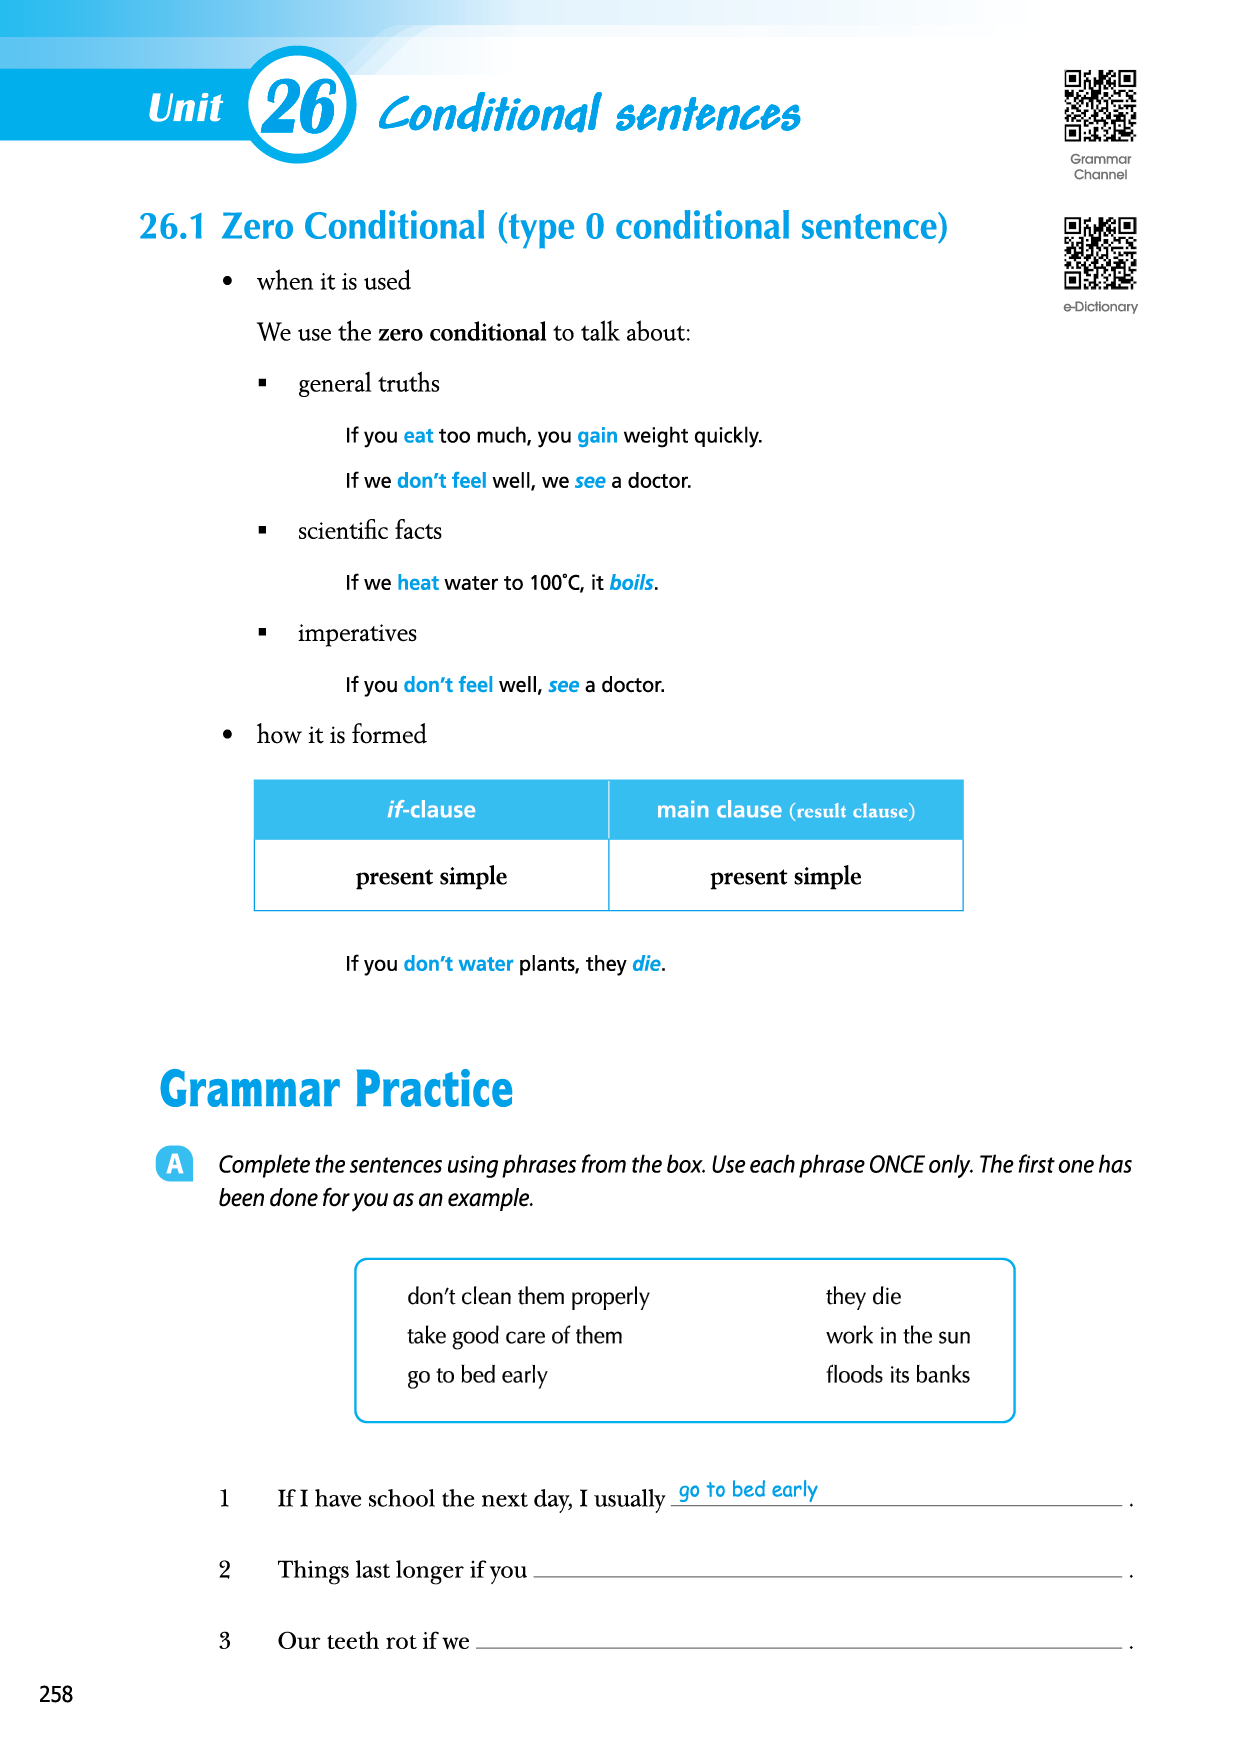 Unit 26 Conditional sentences
Grammar
Channel
26.1 Zero Conditional (type 0 conditional sentence)
• when it is used
e-Dictionary
We use the zero conditional to talk about:
▪ general truths
If you eat too much, you gain weight quickly.
If we don't feel well, we see a doctor.
▪ scientific facts
If we heat water to 100˚C, it boils.
▪ imperatives
If you don't feel well, see a doctor.
• how it is formed
if-clause main clause (result clause)
present simple present simple
If you don't water plants, they die.
Grammar Practice
A Complete the sentences using phrases from the box. Use each phrase ONCE only. The first one has
been done for you as an example.
don't clean them properly they die
take good care of them work in the sun
go to bed early floods its banks
1 If I have school the next day, I usually go to bed early .
2 Things last longer if you .
3 Our teeth rot if we .
258